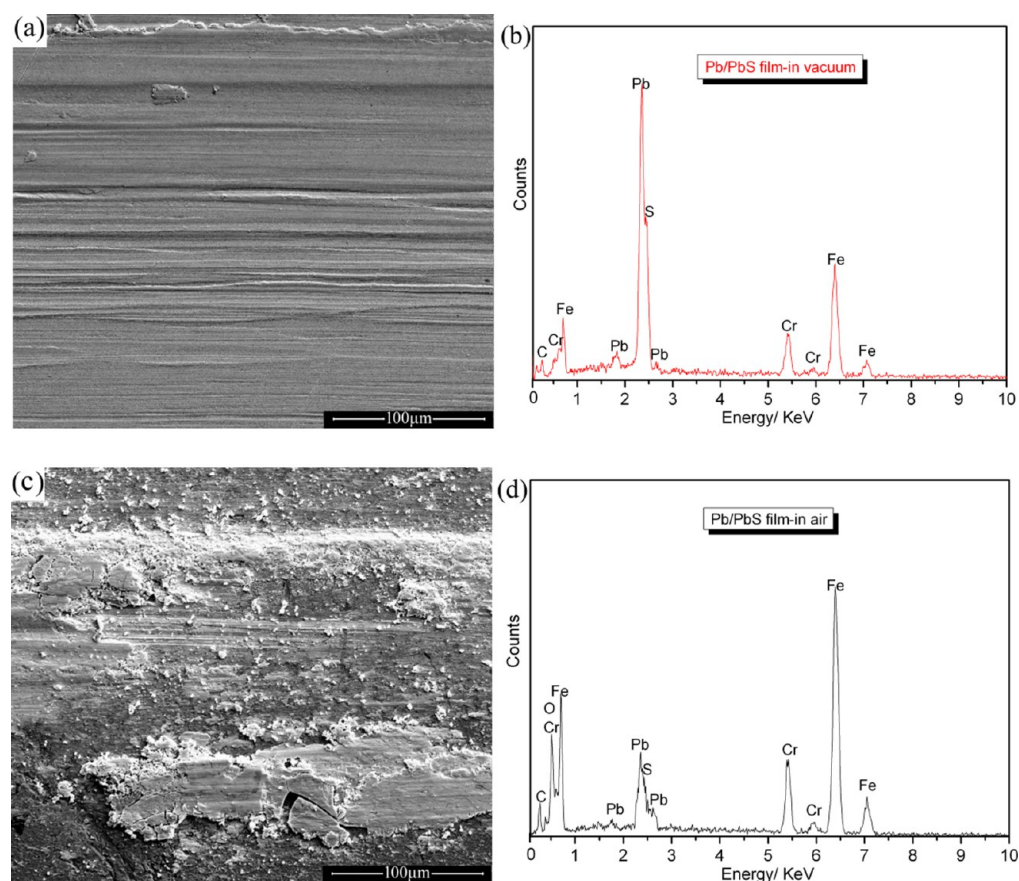 (a)
100μm
(b)
Pb/PbS film-in vacuum
Counts
Pb
S
Fe
Fe
Cr
Cr
C
Pb
Pb
Cr
Fe
0 1 2 3 4 5 6 7 8 9 10
Energy/ KeV
(c)
100μm
(d)
Pb/PbS film-in air
Counts
Fe
Fe
O
Cr
Pb
S
Cr
C
Pb
Pb
Cr
Fe
0 1 2 3 4 5 6 7 8 9 10
Energy/ KeV